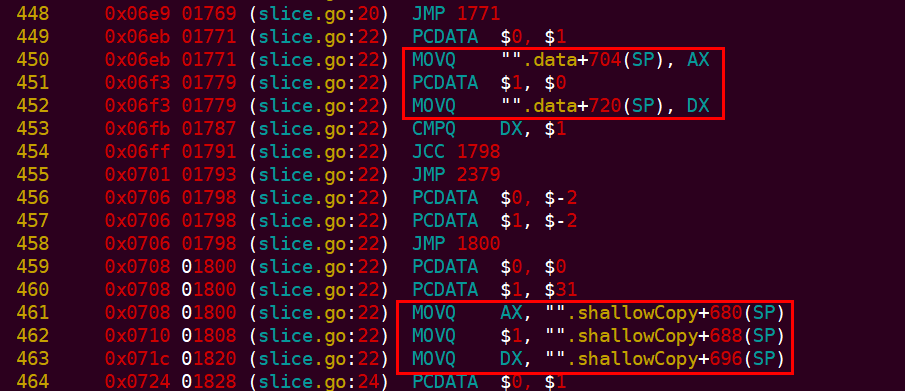 448 0x06e9 01769 (slice.go:20) JMP 1771
449 0x06eb 01771 (slice.go:22) PCDATA $0, $1
450 0x06eb 01771 (slice.go:22) MOVQ "".data+704(SP), AX
451 0x06f3 01779 (slice.go:22) PCDATA $1, $0
452 0x06f3 01779 (slice.go:22) MOVQ "".data+720(SP), DX
453 0x06fb 01787 (slice.go:22) CMPQ DX, $1
454 0x06ff 01791 (slice.go:22) JCC 1798
455 0x0701 01793 (slice.go:22) JMP 2379
456 0x0706 01798 (slice.go:22) PCDATA $0, $-2
457 0x0706 01798 (slice.go:22) PCDATA $1, $-2
458 0x0706 01798 (slice.go:22) JMP 1800
459 0x0708 01800 (slice.go:22) PCDATA $0, $0
460 0x0708 01800 (slice.go:22) PCDATA $1, $31
461 0x0708 01800 (slice.go:22) MOVQ AX, "".shallowCopy+680(SP)
462 0x0710 01808 (slice.go:22) MOVQ $1, "".shallowCopy+688(SP)
463 0x071c 01820 (slice.go:22) MOVQ DX, "".shallowCopy+696(SP)
464 0x0724 01828 (slice.go:24) PCDATA $0, $1